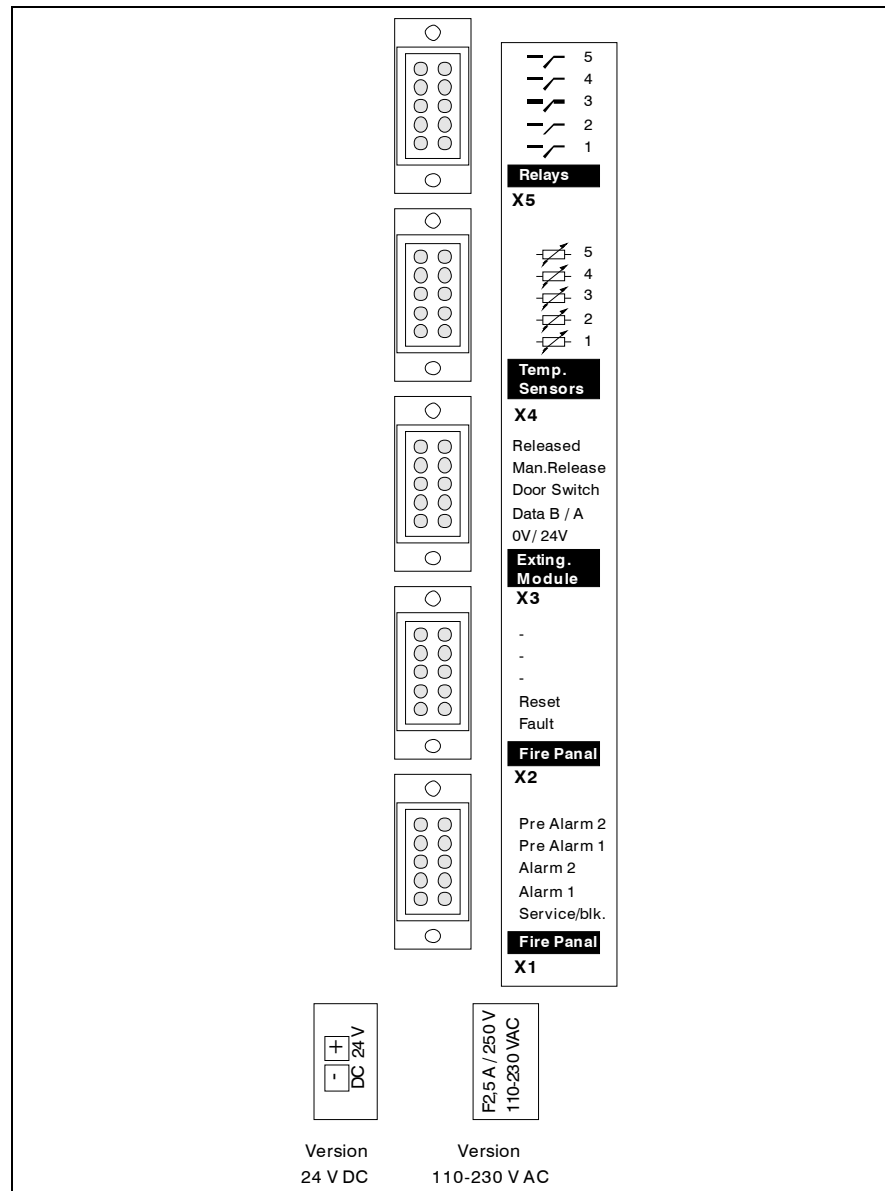 5
4
3
2
1
Relays
X5
5
4
3
2
1
Temp.
Sensors
X4
Released
Man.Release
Door Switch
Data B / A
0V/ 24V
Exting.
Module
X3
-
-
-
Reset
Fault
Fire Panal
X2
Pre Alarm 2
Pre Alarm 1
Alarm 2
Alarm 1
Service/blk.
Fire Panal
X1
- +
DC 24 V
F2,5 A / 250 V
110-230 VAC
Version
24 V DC
Version
110-230 V AC